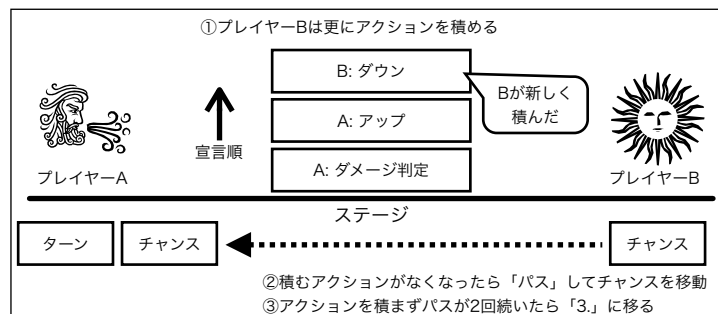 ①プレイヤーBは更にアクションを積める
B: ダウン
Bが新しく
積んだ
A: アップ
宣言順
A: ダメージ判定
プレイヤーA
プレイヤーB
ステージ
ターン
チャンス
チャンス
②積むアクションがなくなったら「パス」してチャンスを移動
③アクションを積まずパスが2回続いたら「3.」に移る